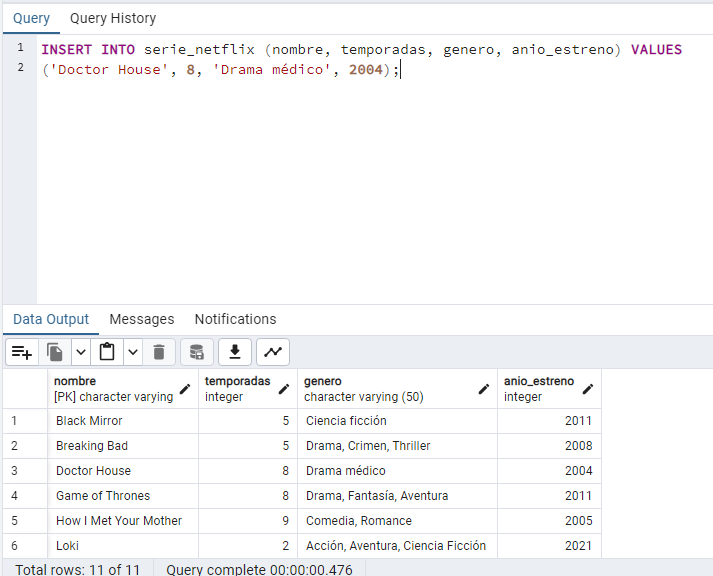 Query Query History
1 INSERT INTO serie_netflix (nombre, temporadas, genero, anio_estreno) VALUES
2 ('Doctor House', 8, 'Drama médico', 2004);
Data Output Messages Notifications
nombre temporadas genero anio_estreno
[PK] character varying integer character varying (50) integer
1 Black Mirror 5 Ciencia ficción 2011
2 Breaking Bad 5 Drama, Crimen, Thriller 2008
3 Doctor House 8 Drama médico 2004
4 Game of Thrones 8 Drama, Fantasía, Aventura 2011
5 How I Met Your Mother 9 Comedia, Romance 2005
6 Loki 2 Acción, Aventura, Ciencia Ficción 2021
Total rows: 11 of 11 Query complete 00:00:00.476